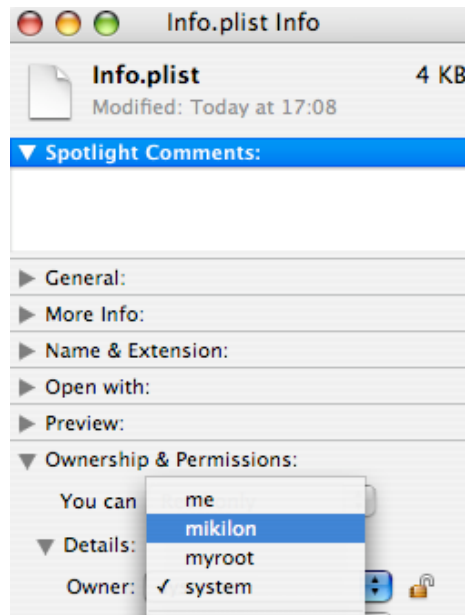 Info.plist Info
Info.plist 4 KB
Modified: Today at 17:08
Spotlight Comments:
General:
More Info:
Name & Extension:
Open with:
Preview:
Ownership & Permissions:
You can
me
mikilon
Details:
myroot
Owner: ✓ system